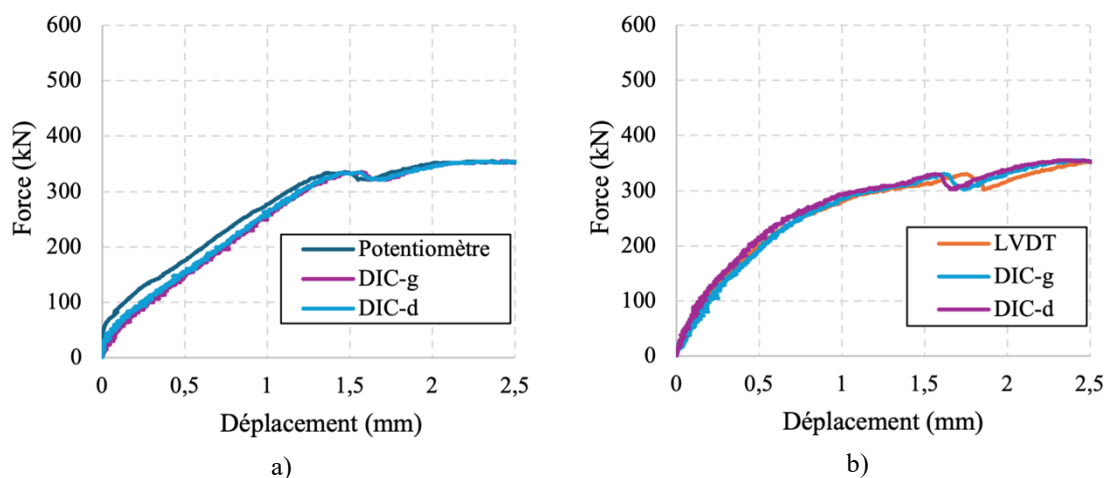 600
500
400
300
200
100
0
Force (kN)
Potentiomètre
DIC-g
DIC-d
0 0,5 1 1,5 2 2,5
Déplacement (mm)
a)
600
500
400
300
200
100
0
Force (kN)
LVDT
DIC-g
DIC-d
0 0,5 1 1,5 2 2,5
Déplacement (mm)
b)